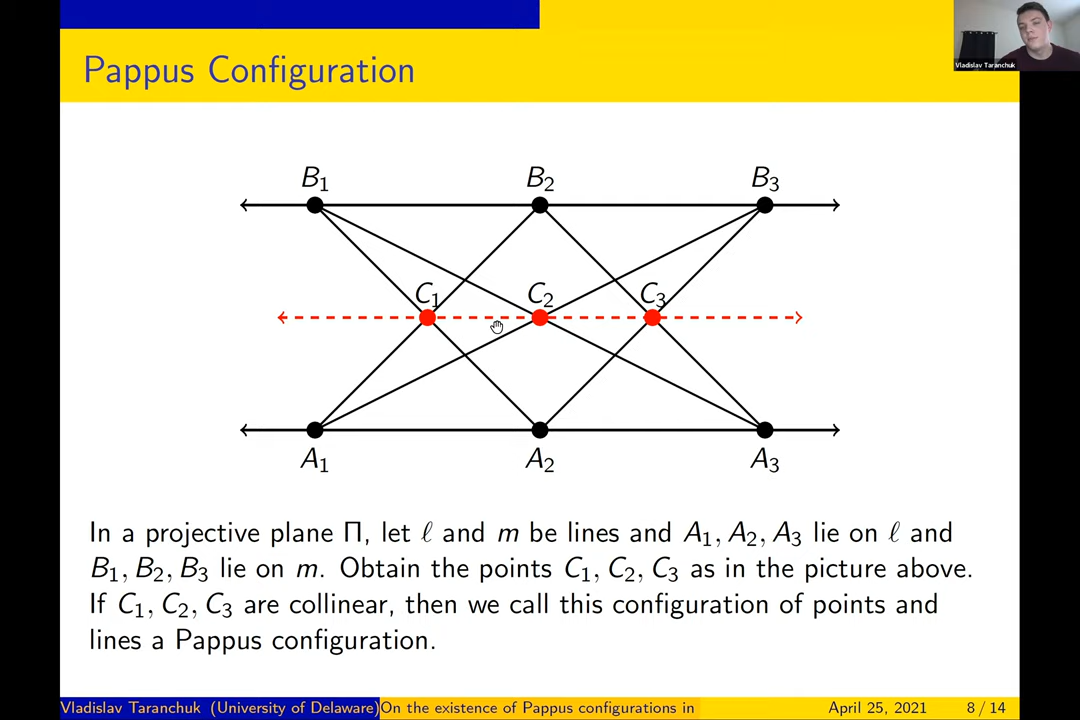 Pappus Configuration
Vladislav Taranchuk
B₁ B₂ B₃
C₁ C₂ C₃
A₁ A₂ A₃
In a projective plane Π, let ℓ and m be lines and A₁, A₂, A₃ lie on ℓ and
B₁, B₂, B₃ lie on m. Obtain the points C₁, C₂, C₃ as in the picture above.
If C₁, C₂, C₃ are collinear, then we call this configuration of points and
lines a Pappus configuration.
Vladislav Taranchuk (University of Delaware) On the existence of Pappus configurations in April 25, 2021 8 / 14